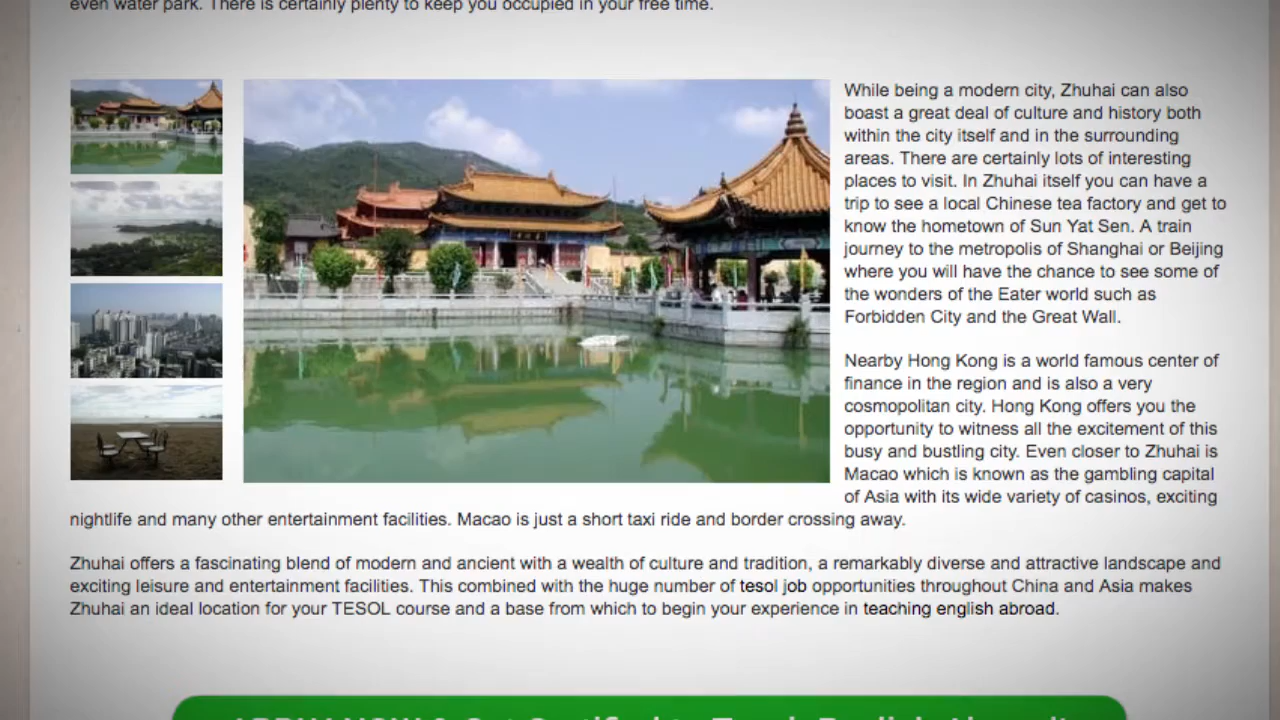 even water park. There is certainly plenty to keep you occupied in your free time.
While being a modern city, Zhuhai can also
boast a great deal of culture and history both
within the city itself and in the surrounding
areas. There are certainly lots of interesting
places to visit. In Zhuhai itself you can have a
trip to see a local Chinese tea factory and get to
know the hometown of Sun Yat Sen. A train
journey to the metropolis of Shanghai or Beijing
where you will have the chance to see some of
the wonders of the Eater world such as
Forbidden City and the Great Wall.
Nearby Hong Kong is a world famous center of
finance in the region and is also a very
cosmopolitan city. Hong Kong offers you the
opportunity to witness all the excitement of this
busy and bustling city. Even closer to Zhuhai is
Macao which is known as the gambling capital
of Asia with its wide variety of casinos, exciting
nightlife and many other entertainment facilities. Macao is just a short taxi ride and border crossing away.
Zhuhai offers a fascinating blend of modern and ancient with a wealth of culture and tradition, a remarkably diverse and attractive landscape and
exciting leisure and entertainment facilities. This combined with the huge number of tesol job opportunities throughout China and Asia makes
Zhuhai an ideal location for your TESOL course and a base from which to begin your experience in teaching english abroad.